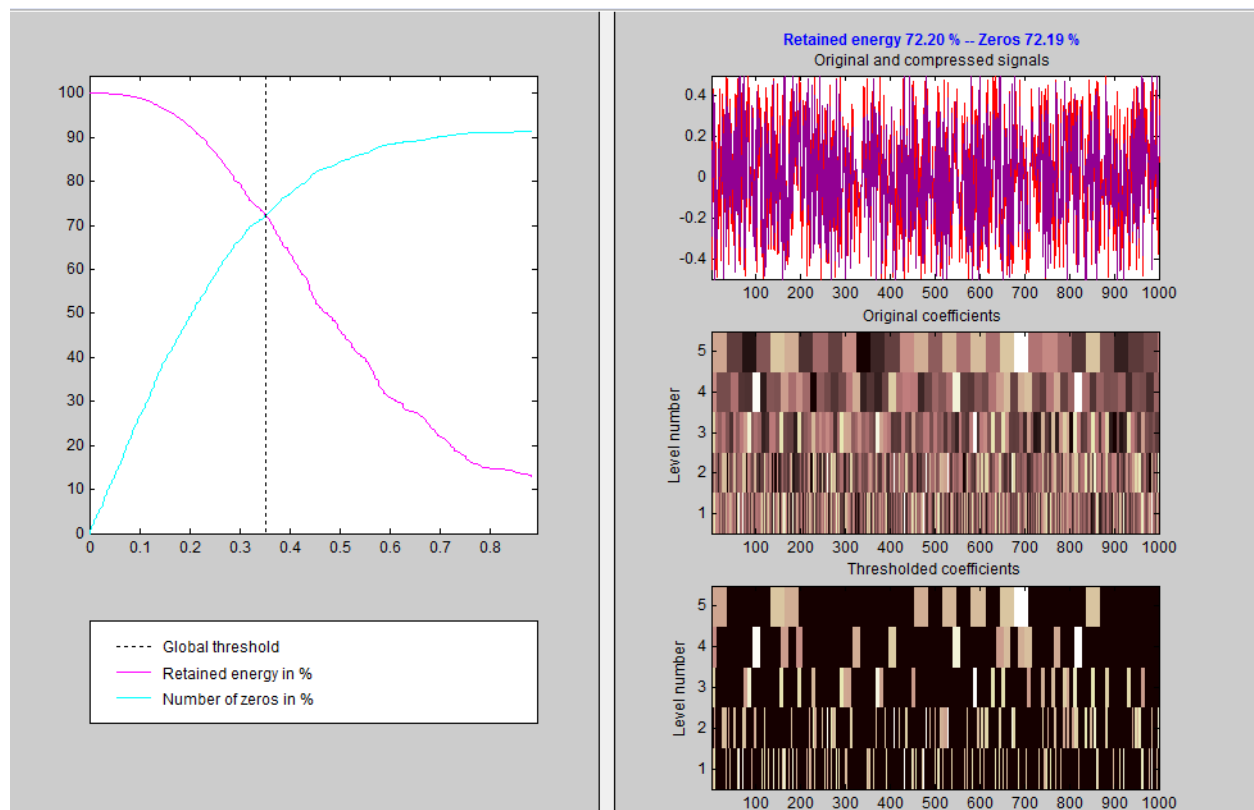 100
90
80
70
60
50
40
30
20
10
0
0 0.1 0.2 0.3 0.4 0.5 0.6 0.7 0.8
Global threshold
Retained energy in %
Number of zeros in %
Retained energy 72.20 % -- Zeros 72.19 %
Original and compressed signals
0.4
0.2
0
-0.2
-0.4
100 200 300 400 500 600 700 800 900 1000
Original coefficients
Level number
5
4
3
2
1
100 200 300 400 500 600 700 800 900 1000
Thresholded coefficients
Level number
5
4
3
2
1
100 200 300 400 500 600 700 800 900 1000